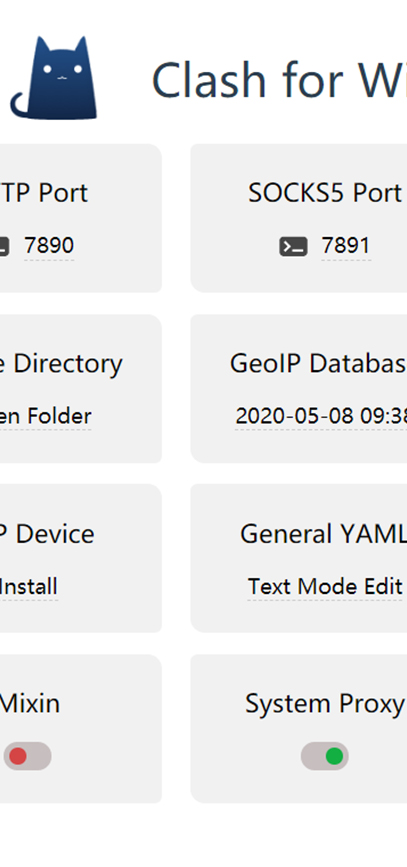 Clash for Wi
TP Port
SOCKS5 Port
7890
7891
e Directory
GeoIP Databas
en Folder
2020-05-08 09:38
P Device
General YAML
Install
Text Mode Edit
Mixin
System Proxy